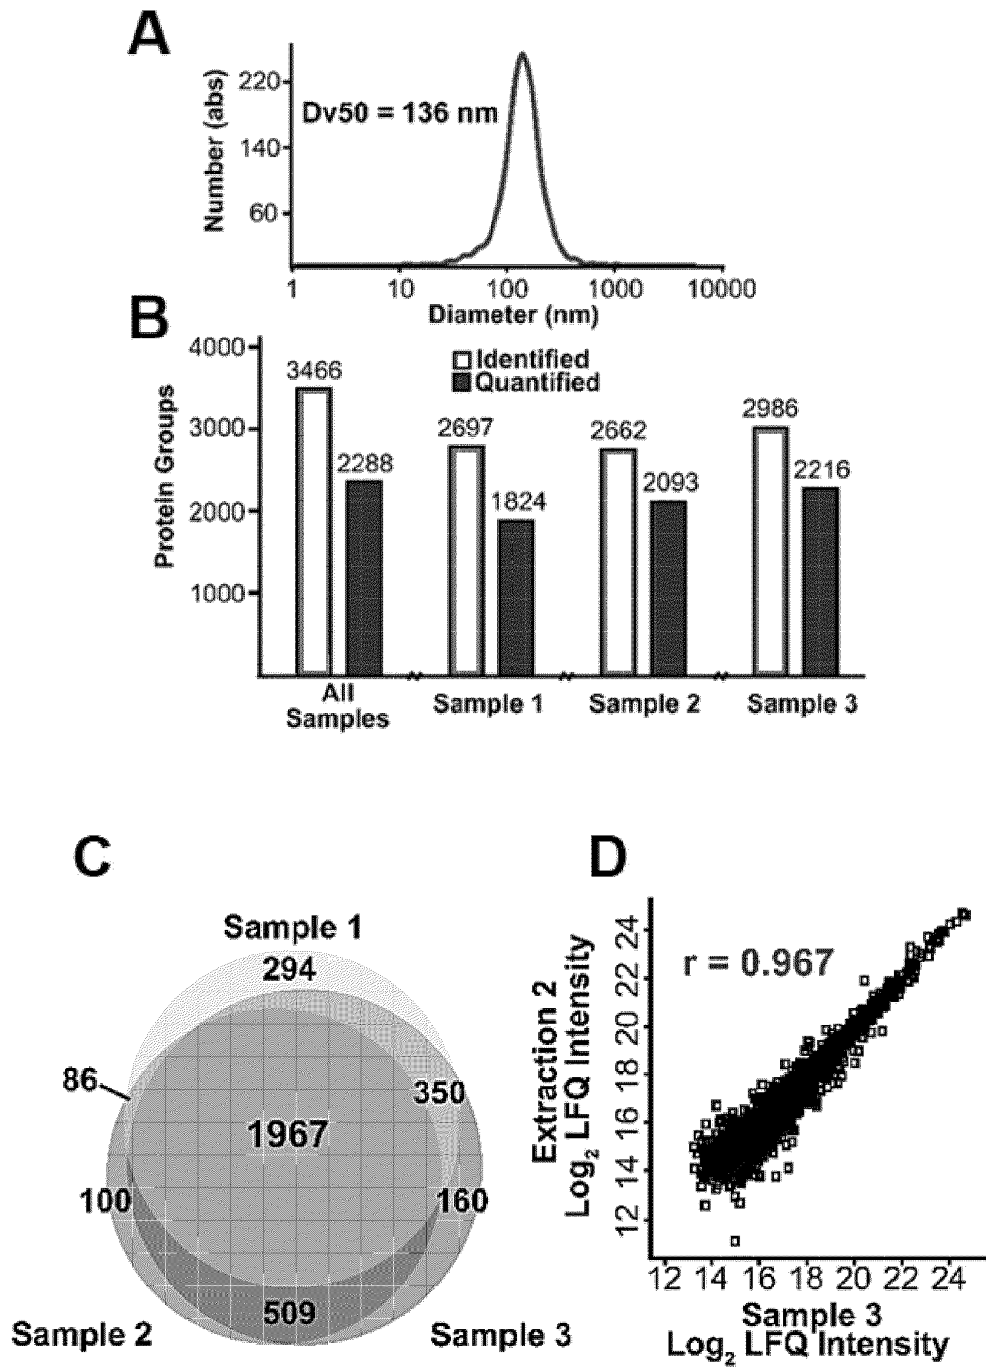 A
Number (abs)
220
140
60
Dv50 = 136 nm
1 10 100 1000 10000
Diameter (nm)
B
Protein Groups
4000
3000
2000
1000
Identified
Quantified
3466
2288
2697
1824
2662
2093
2986
2216
All
Samples
Sample 1
Sample 2
Sample 3
C
Sample 1
294
86
350
1967
100
160
509
Sample 2
Sample 3
D
r = 0.967
Extraction 2
Log2 LFQ Intensity
24
22
20
18
16
14
12
12 14 16 18 20 22 24
Sample 3
Log2 LFQ Intensity